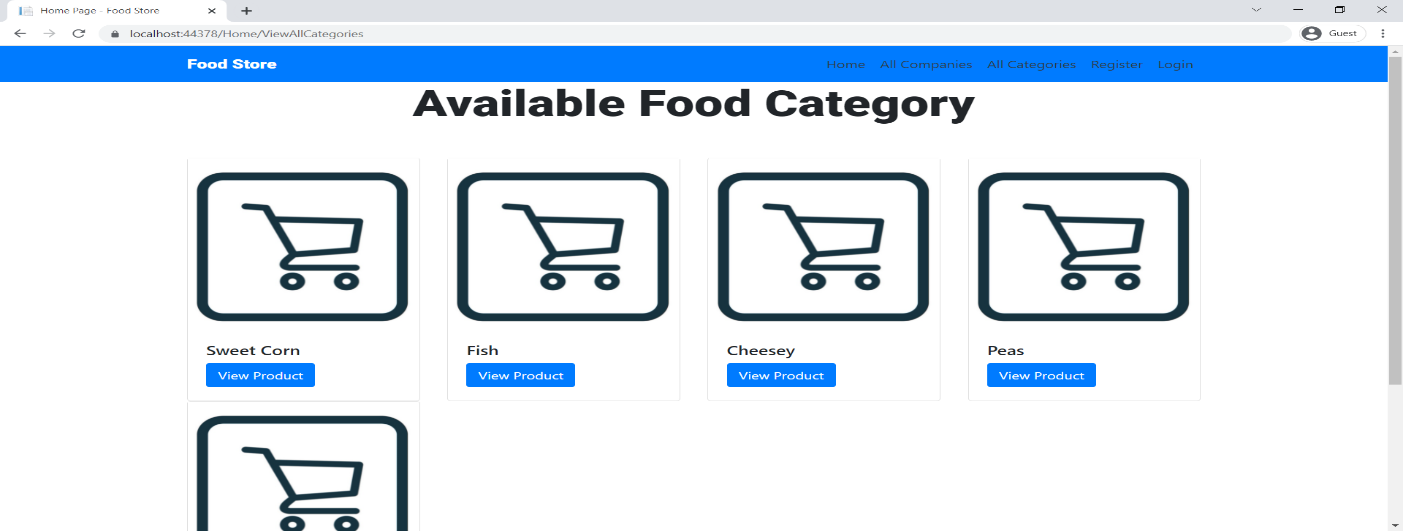 Home Page - Food Store
localhost:44378/Home/ViewAllCategories
Guest
Food Store
Home All Companies All Categories Register Login
Available Food Category
Sweet Corn
View Product
Fish
View Product
Cheesey
View Product
Peas
View Product